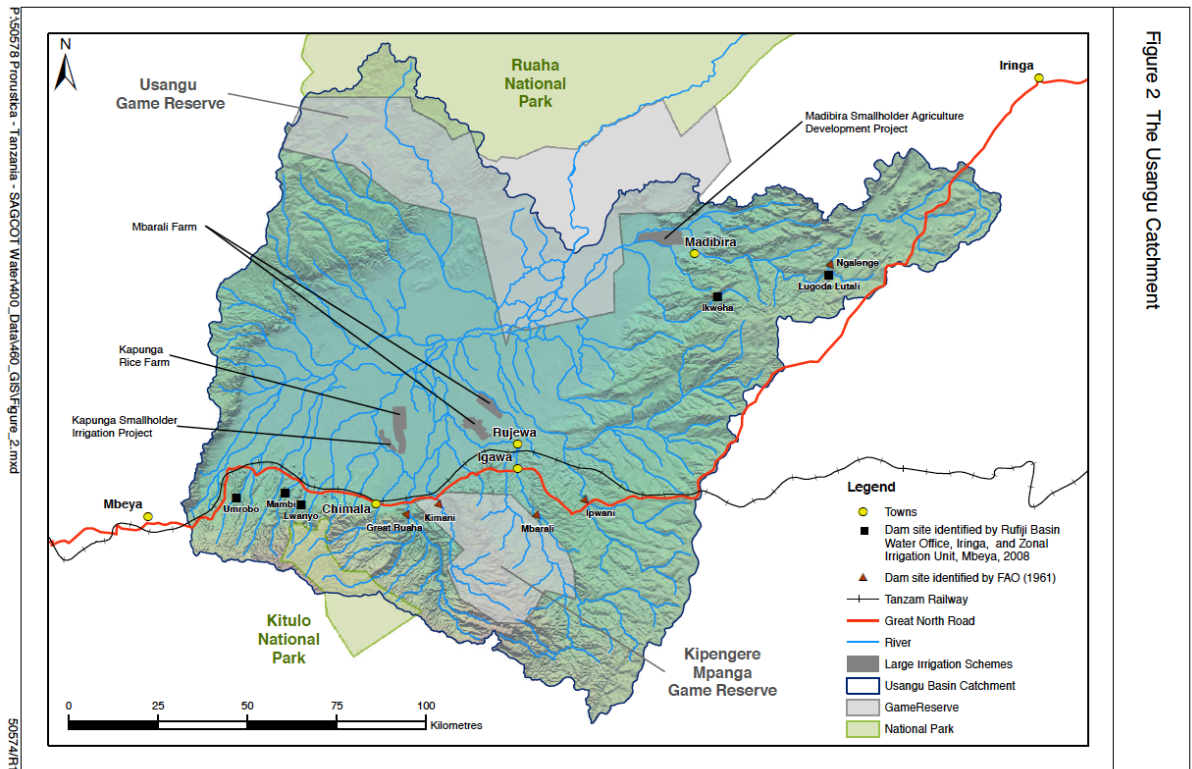 P:\50578 Pronustica - Tanzania - SAGCOT Water\400_Data\460_GIS\Figure_2.mxd
50574/R1
Figure 2  The Usangu Catchment
N
Usangu
Game Reserve
Ruaha
National
Park
Iringa
Madibira Smallholder Agriculture
Development Project
Mbarali Farm
Madibira
Ngalenge
Lugoda Lutali
Ikweha
Kapunga
Rice Farm
Kapunga Smallholder
Irrigation Project
Rujewa
Igawa
Mbeya
Umrobo
Mambi
Lwanyo
Chimala
Great Ruaha
Kimani
Mbarali
Ipwani
Kitulo
National
Park
Kipengere
Mpanga
Game Reserve
0 25 50 75 100
Kilometres
Legend
Towns
Dam site identified by Rufiji Basin
Water Office, Iringa, and Zonal
Irrigation Unit, Mbeya, 2008
Dam site identified by FAO (1961)
Tanzam Railway
Great North Road
River
Large Irrigation Schemes
Usangu Basin Catchment
GameReserve
National Park